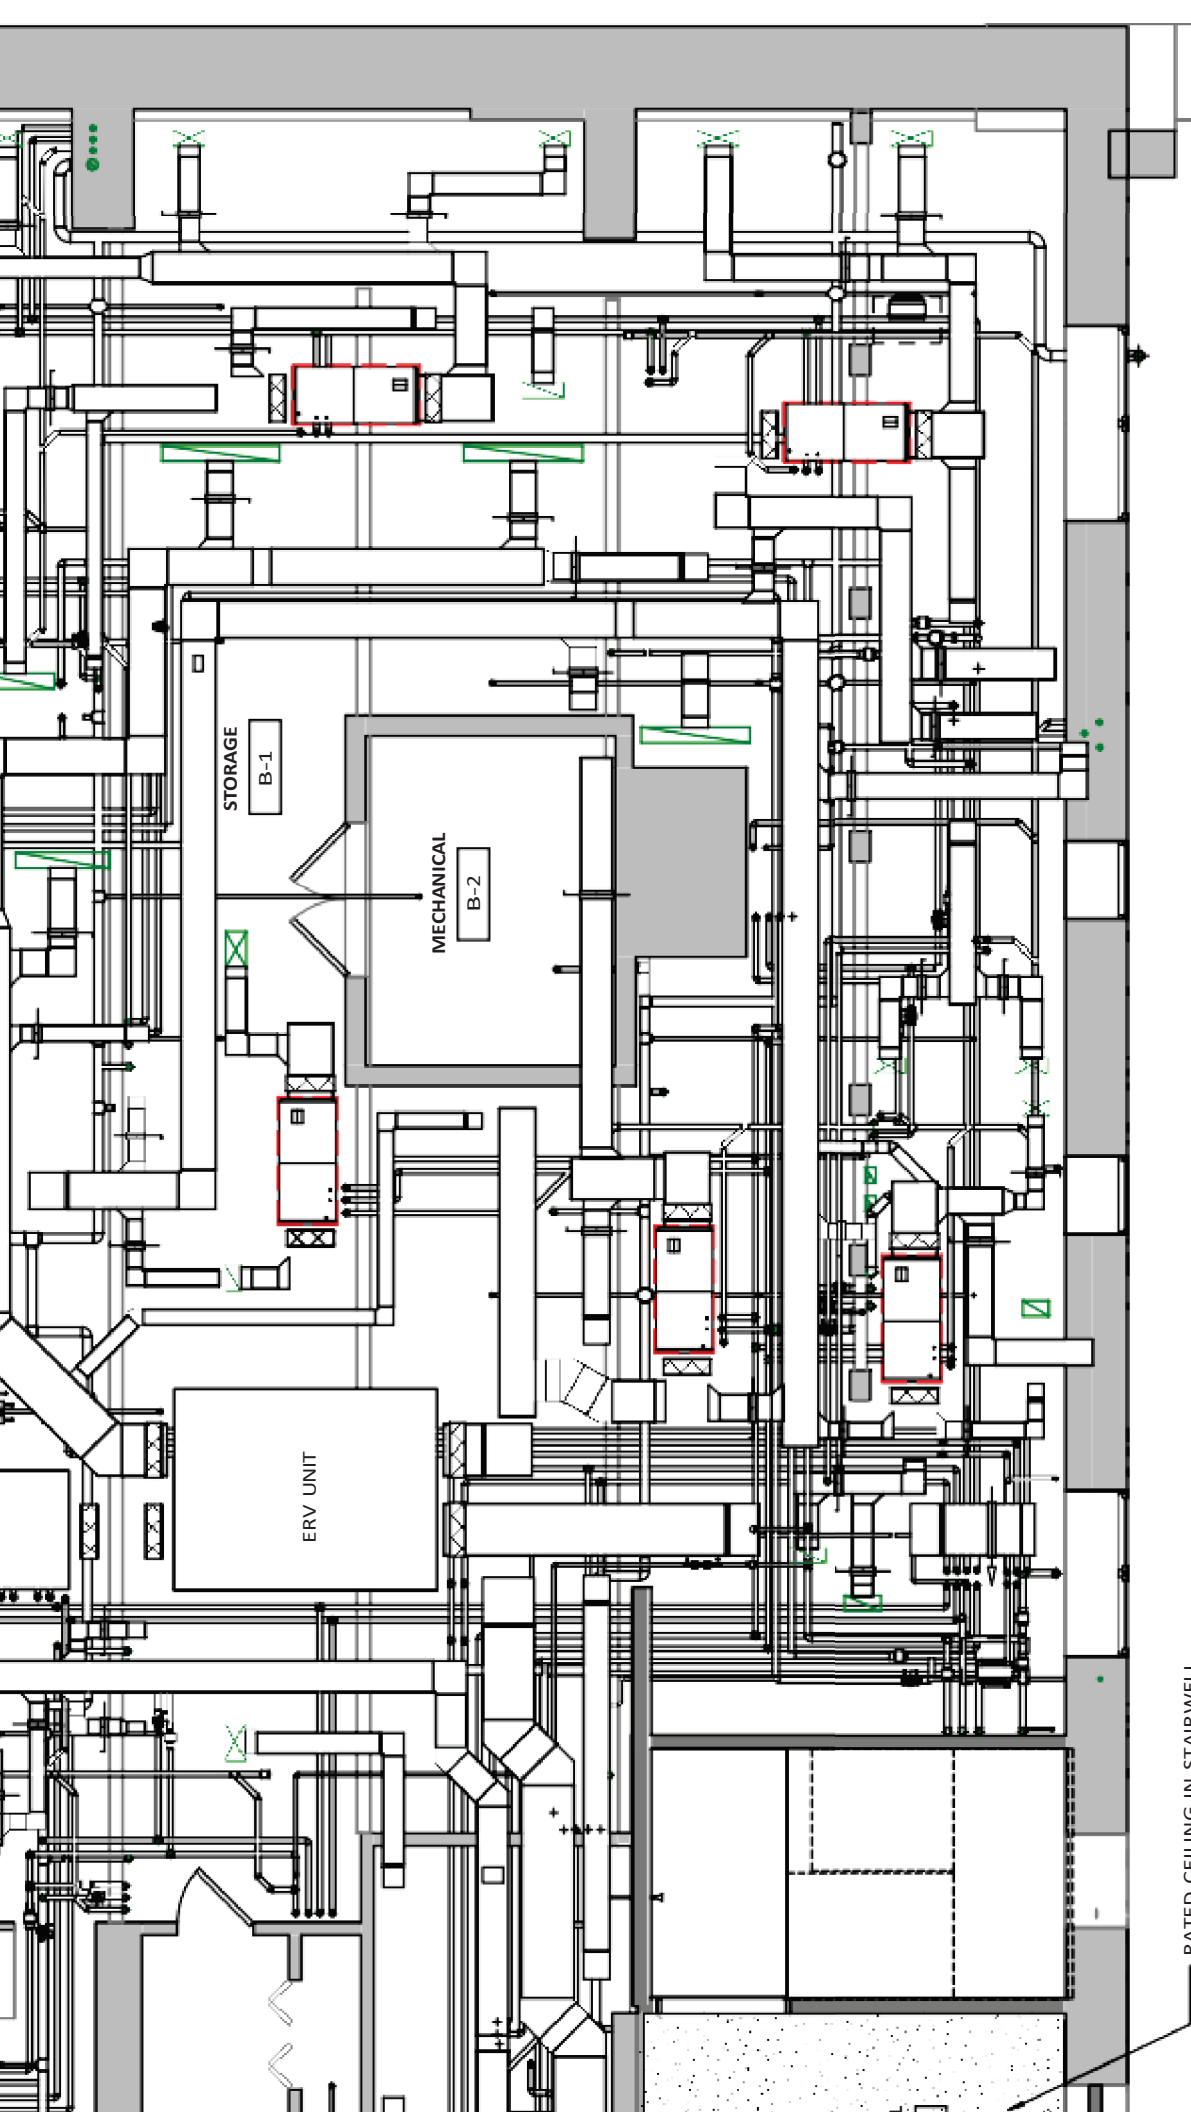 STORAGE
B-1
MECHANICAL
B-2
ERV UNIT
RATED CEILING IN STAIRWELL